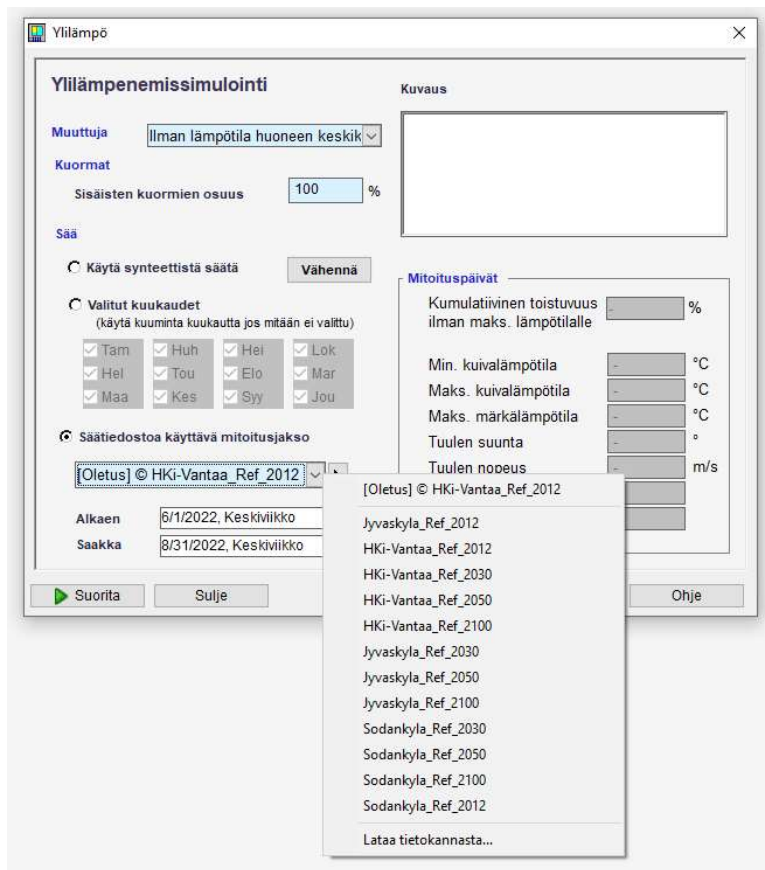 Ylilämpö
Ylilämpenemissimulointi
Muuttuja
Ilman lämpötila huoneen keskik
Kuormat
Sisäisten kuormien osuus
100
%
Sää
Käytä synteettistä säätä
Vähennä
Valitut kuukaudet
(käytä kuuminta kuukautta jos mitään ei valittu)
Tam Huh Hei Lok
Hel Tou Elo Mar
Maa Kes Syy Jou
Säätiedostoa käyttävä mitoitusjakso
[Oletus] © HKi-Vantaa_Ref_2012
Alkaen
6/1/2022, Keskiviikko
Saakka
8/31/2022, Keskiviikko
Kuvaus
Mitoituspäivät
Kumulatiivinen toistuvuus
ilman maks. lämpötilalle
- %
Min. kuivalämpötila - °C
Maks. kuivalämpötila - °C
Maks. märkälämpötila - °C
Tuulen suunta - °
Tuulen nopeus m/s
[Oletus] © HKi-Vantaa_Ref_2012
Jyvaskyla_Ref_2012
HKi-Vantaa_Ref_2012
HKi-Vantaa_Ref_2030
HKi-Vantaa_Ref_2050
HKi-Vantaa_Ref_2100
Jyvaskyla_Ref_2030
Jyvaskyla_Ref_2050
Jyvaskyla_Ref_2100
Sodankyla_Ref_2030
Sodankyla_Ref_2050
Sodankyla_Ref_2100
Sodankyla_Ref_2012
Lataa tietokannasta...
Suorita
Sulje
Ohje